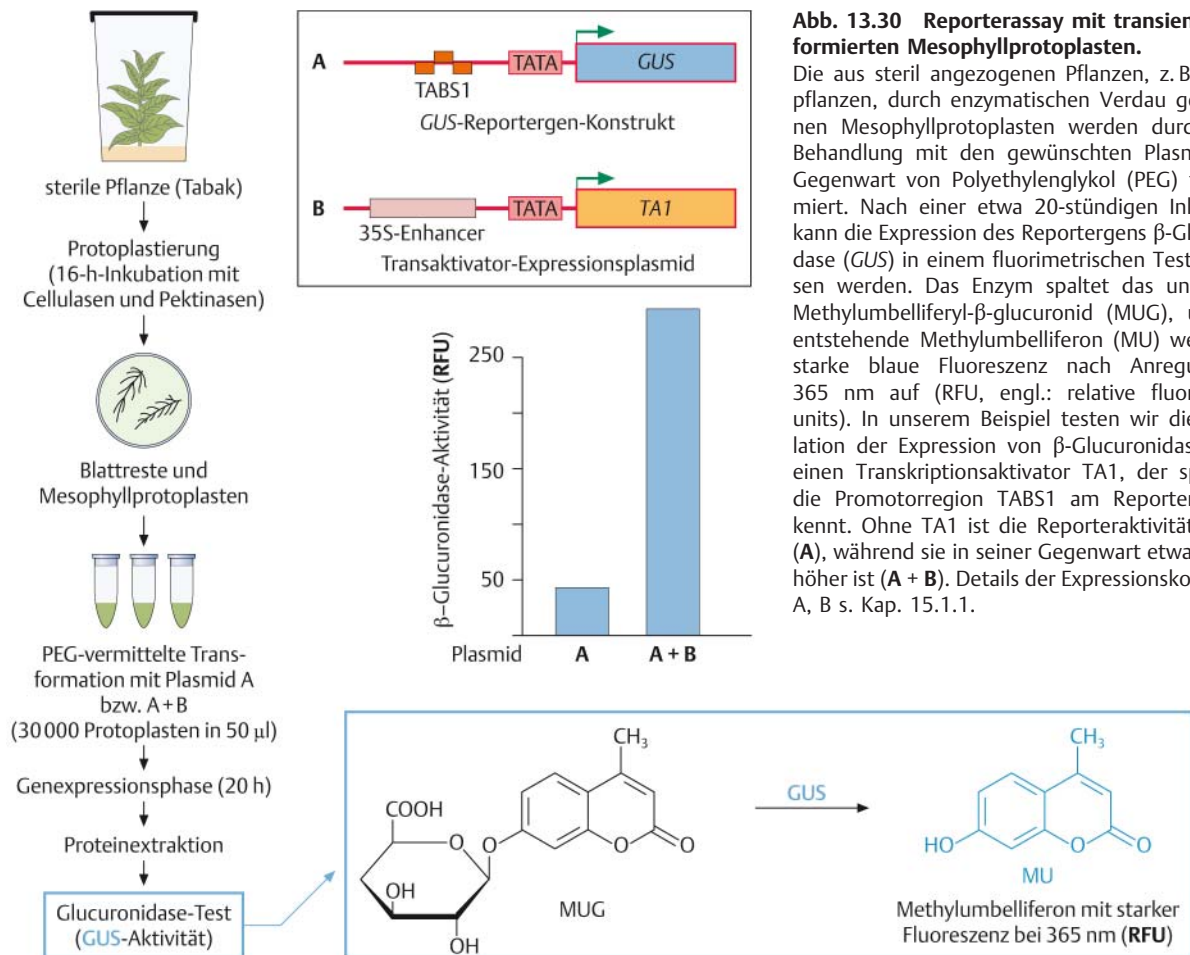 sterile Pflanze (Tabak)
Protoplastierung
(16-h-Inkubation mit
Cellulasen und Pektinasen)
Blattreste und
Mesophyllprotoplasten
PEG-vermittelte Trans-
formation mit Plasmid A
bzw. A + B
(30 000 Protoplasten in 50 µl)
Genexpressionsphase (20 h)
Proteinextraktion
Glucuronidase-Test
(GUS-Aktivität)
A
TABS1
TATA
GUS
GUS-Reportergen-Konstrukt
B
35S-Enhancer
TATA
TA1
Transaktivator-Expressionsplasmid
β–Glucuronidase-Aktivität (RFU)
250
150
50
Plasmid A A + B
Abb. 13.30 Reporterassay mit transien
formierten Mesophyllprotoplasten.
Die aus steril angezogenen Pflanzen, z. B
pflanzen, durch enzymatischen Verdau ge
nen Mesophyllprotoplasten werden durc
Behandlung mit den gewünschten Plasn
Gegenwart von Polyethylenglykol (PEG)
miert. Nach einer etwa 20-stündigen Inl
kann die Expression des Reportergens β-Gl
dase (GUS) in einem fluorimetrischen Test
sen werden. Das Enzym spaltet das un
Methylumbelliferyl-β-glucuronid (MUG), u
entstehende Methylumbelliferon (MU) we
starke blaue Fluoreszenz nach Anregu
365 nm auf (RFU, engl.: relative fluor
units). In unserem Beispiel testen wir die
lation der Expression von β-Glucuronidas
einen Transkriptionsaktivator TA1, der sp
die Promotorregion TABS1 am Reporter
kennt. Ohne TA1 ist die Reporteraktivität
(A), während sie in seiner Gegenwart etwa
höher ist (A + B). Details der Expressionsko
A, B s. Kap. 15.1.1.
COOH
O
OH
OH
O
CH3
O
O
MUG
GUS
CH3
HO
O
O
MU
Methylumbelliferon mit starker
Fluoreszenz bei 365 nm (RFU)